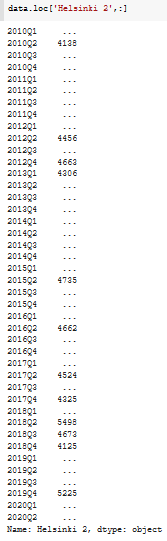 data.loc['Helsinki 2',:]
2010Q1 ...
2010Q2 4138
2010Q3 ...
2010Q4 ...
2011Q1 ...
2011Q2 ...
2011Q3 ...
2011Q4 ...
2012Q1 ...
2012Q2 4456
2012Q3 ...
2012Q4 4663
2013Q1 4306
2013Q2 ...
2013Q3 ...
2013Q4 ...
2014Q1 ...
2014Q2 ...
2014Q3 ...
2014Q4 ...
2015Q1 ...
2015Q2 4735
2015Q3 ...
2015Q4 ...
2016Q1 ...
2016Q2 4662
2016Q3 ...
2016Q4 ...
2017Q1 ...
2017Q2 4524
2017Q3 ...
2017Q4 4325
2018Q1 ...
2018Q2 5498
2018Q3 4673
2018Q4 4125
2019Q1 ...
2019Q2 ...
2019Q3 ...
2019Q4 5225
2020Q1 ...
2020Q2 ...
Name: Helsinki 2, dtype: object